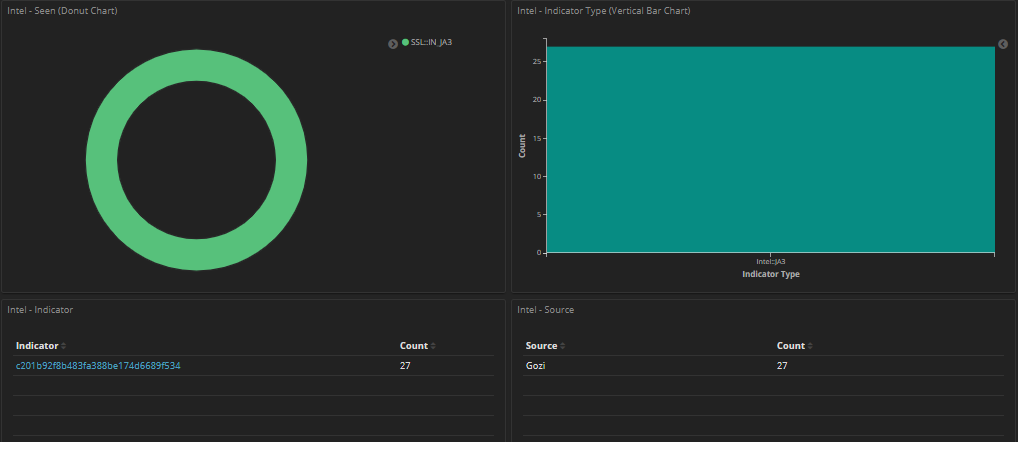 Intel - Seen (Donut Chart)
SSL::IN_JA3
Intel - Indicator Type (Vertical Bar Chart)
25
20
15
10
5
0
Count
Intel::JA3
Indicator Type
Intel - Indicator
Indicator Count
c201b92f8b483fa388be174d6689f534 27
Intel - Source
Source Count
Gozi 27